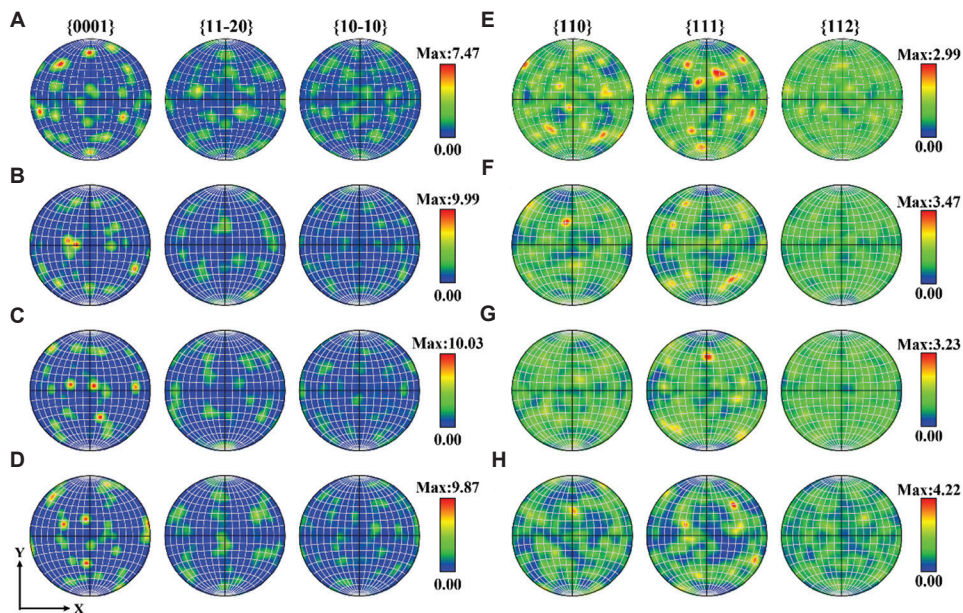 A
{0001}
{11-20}
{10-10}
Max:7.47
0.00
E
{110}
{111}
{112}
Max:2.99
0.00
B
Max:9.99
0.00
F
Max:3.47
0.00
C
Max:10.03
0.00
G
Max:3.23
0.00
D
Max:9.87
0.00
H
Max:4.22
0.00
Y
X